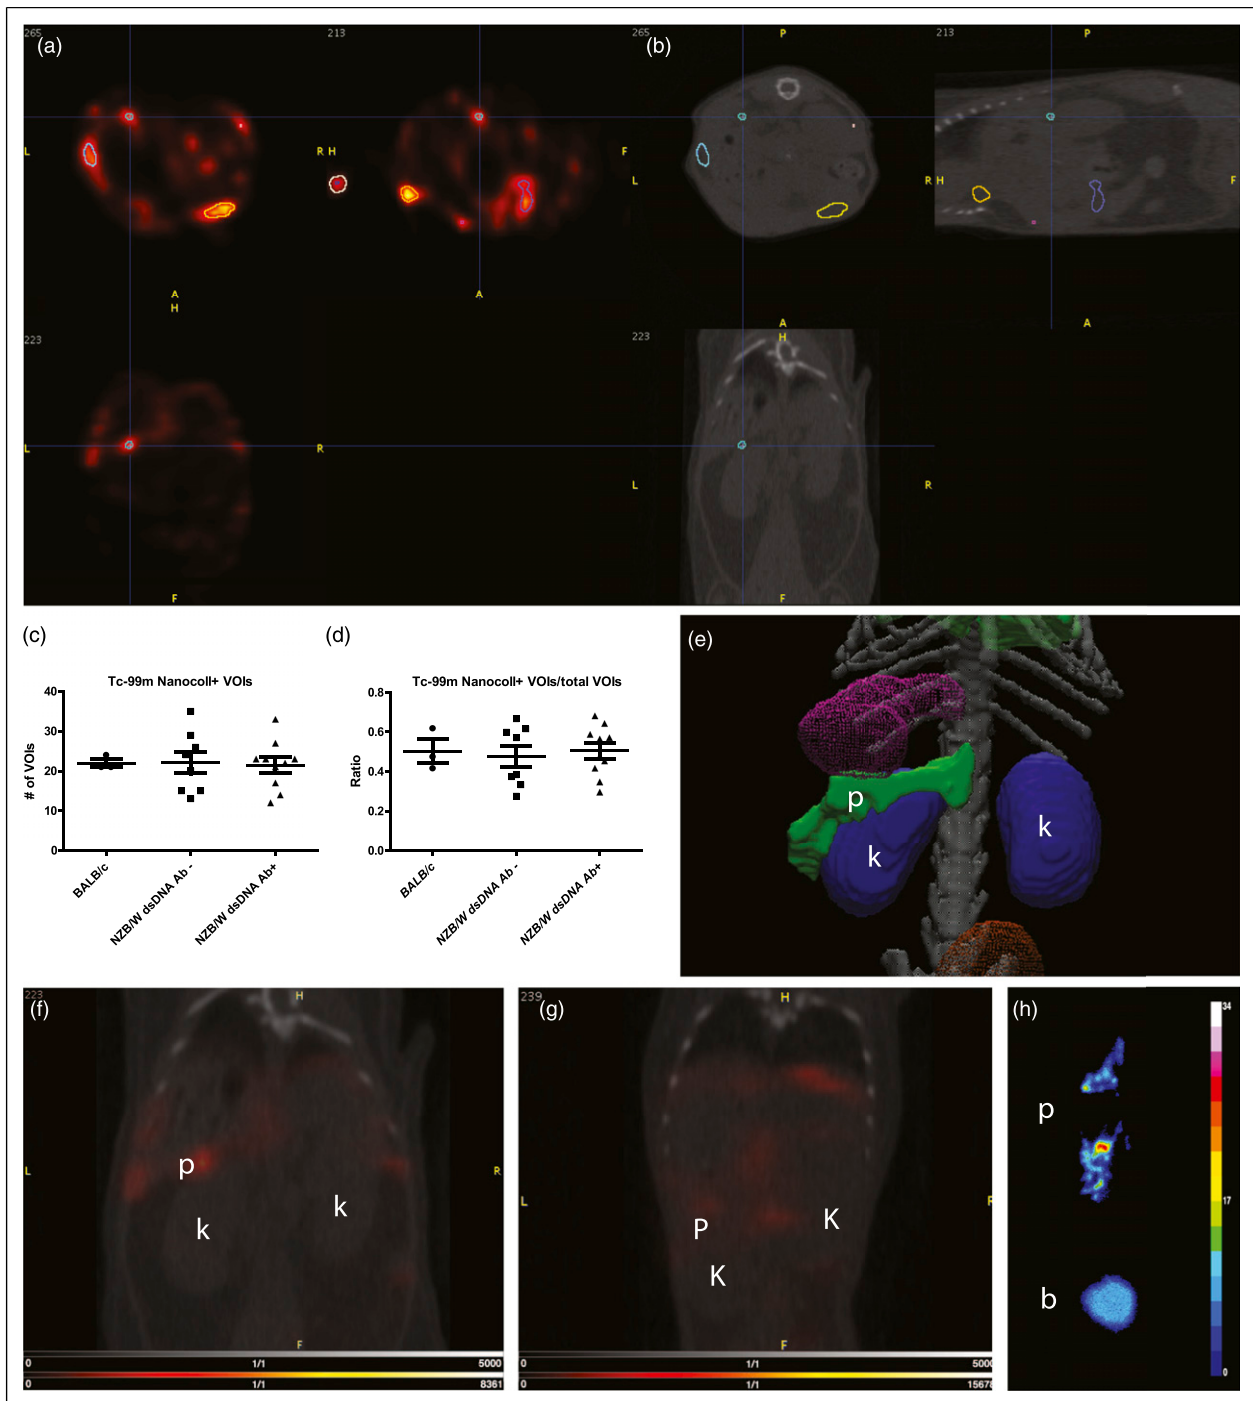 (a)
265
213
L
R H
F
A
H
A
223
L
R
F
(b)
265
P
213
P
L
R H
F
A
H
A
223
L
R
F
(c)
Tc-99m Nanocoll+ VOIs
# of VOIs
40
30
20
10
0
BALB/c
NZB/W dsDNA Ab -
NZB/W dsDNA Ab+
(d)
Tc-99m Nanocoll+ VOIs/total VOIs
Ratio
0.8
0.6
0.4
0.2
0.0
BALB/c
NZB/W dsDNA Ab -
NZB/W dsDNA Ab+
(e)
p
k
k
(f)
223
H
L
R
p
k
k
F
0 1/1 5000
0 1/1 8361
(g)
239
H
L
R
P
K
K
F
0 1/1 5000
0 1/1 15678
(h)
p
b
34
17
0